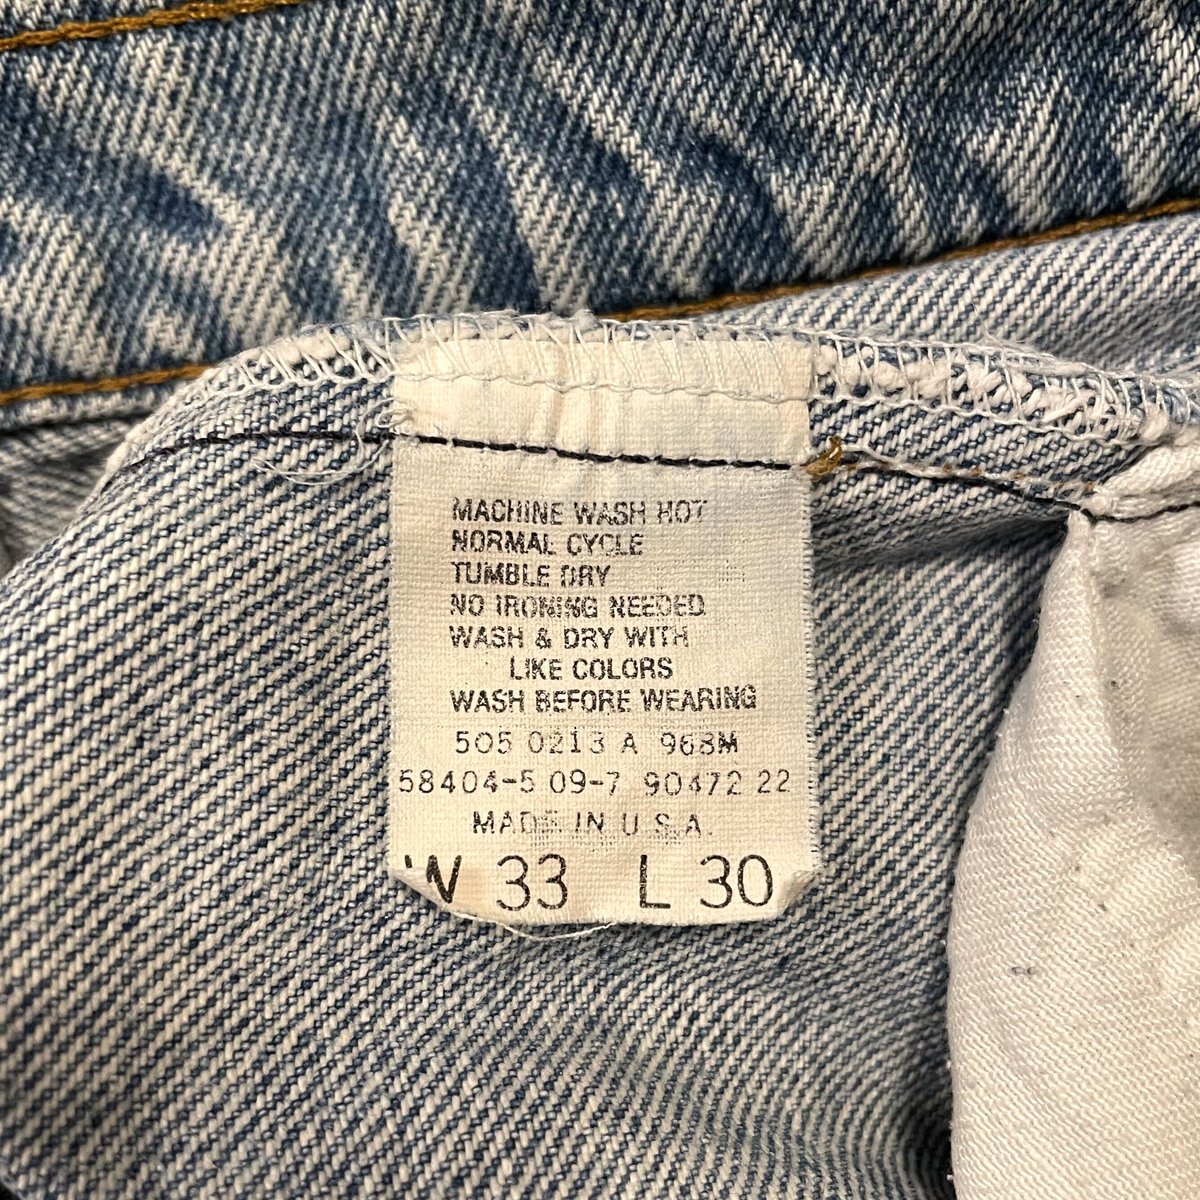 MACHINE WASH HOT
NORMAL CYCLE
TUMBLE DRY
NO IRONING NEEDED
WASH & DRY WITH
LIKE COLORS
WASH BEFORE WEARING
505 0213 A 968M
58404-5 09-7 90472 22
MADE IN U.S.A.
W 33 L 30